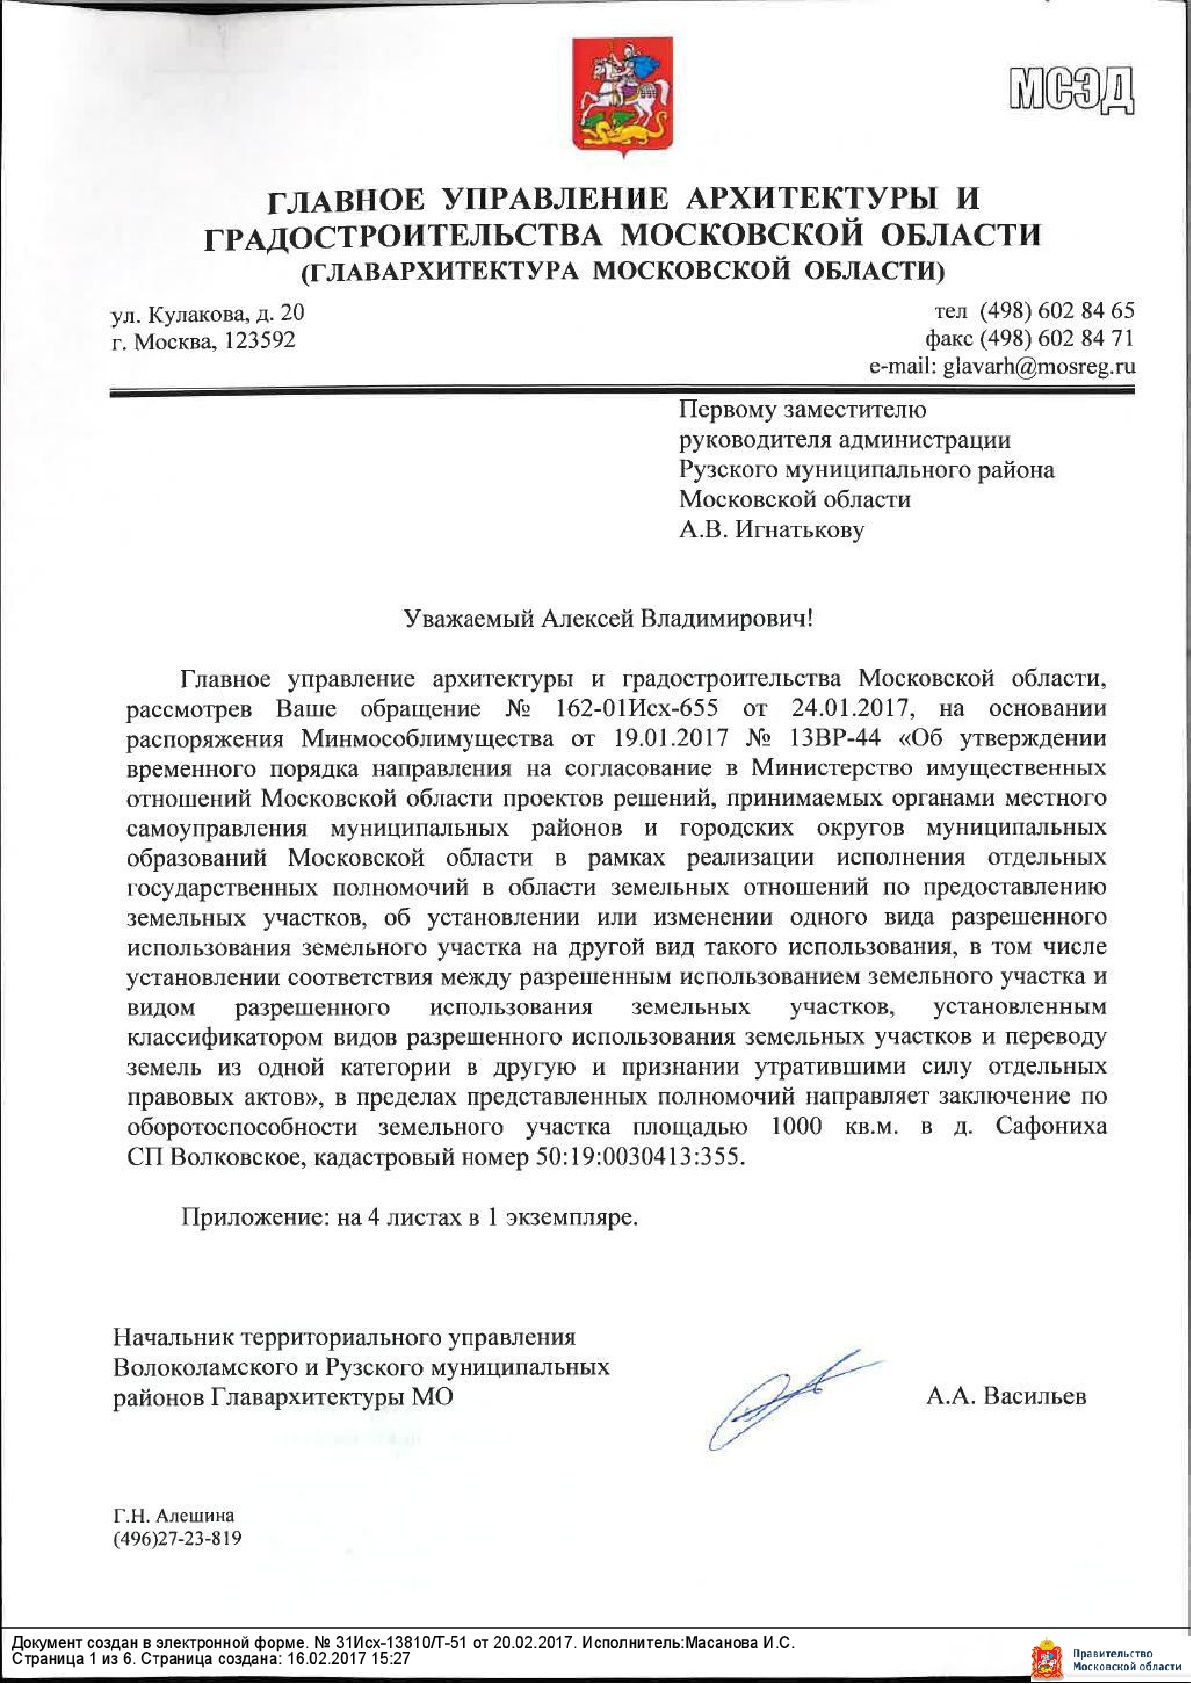 МСЭД
ГЛАВНОЕ УПРАВЛЕНИЕ АРХИТЕКТУРЫ И
ГРАДОСТРОИТЕЛЬСТВА МОСКОВСКОЙ ОБЛАСТИ
(ГЛАВАРХИТЕКТУРА МОСКОВСКОЙ ОБЛАСТИ)
ул. Кулакова, д. 20
г. Москва, 123592
тел (498) 602 84 65
факс (498) 602 84 71
e-mail: glavarh@mosreg.ru
Первому заместителю
руководителя администрации
Рузского муниципального района
Московской области
А.В. Игнатькову
Уважаемый Алексей Владимирович!
Главное управление архитектуры и градостроительства Московской области,
рассмотрев Ваше обращение № 162-01Исх-655 от 24.01.2017, на основании
распоряжения Минмособлимущества от 19.01.2017 № 13ВР-44 «Об утверждении
временного порядка направления на согласование в Министерство имущественных
отношений Московской области проектов решений, принимаемых органами местного
самоуправления муниципальных районов и городских округов муниципальных
образований Московской области в рамках реализации исполнения отдельных
государственных полномочий в области земельных отношений по предоставлению
земельных участков, об установлении или изменении одного вида разрешенного
использования земельного участка на другой вид такого использования, в том числе
установлении соответствия между разрешенным использованием земельного участка и
видом разрешенного использования земельных участков, установленным
классификатором видов разрешенного использования земельных участков и переводу
земель из одной категории в другую и признании утратившими силу отдельных
правовых актов», в пределах представленных полномочий направляет заключение по
оборотоспособности земельного участка площадью 1000 кв.м. в д. Сафониха
СП Волковское, кадастровый номер 50:19:0030413:355.
Приложение: на 4 листах в 1 экземпляре.
Начальник территориального управления
Волоколамского и Рузского муниципальных
районов Главархитектуры МО
А.А. Васильев
Г.Н. Алешина
(496)27-23-819
Документ создан в электронной форме. № 31Исх-13810/Т-51 от 20.02.2017. Исполнитель:Масанова И.С.
Страница 1 из 6. Страница создана: 16.02.2017 15:27
Правительство
Московской области